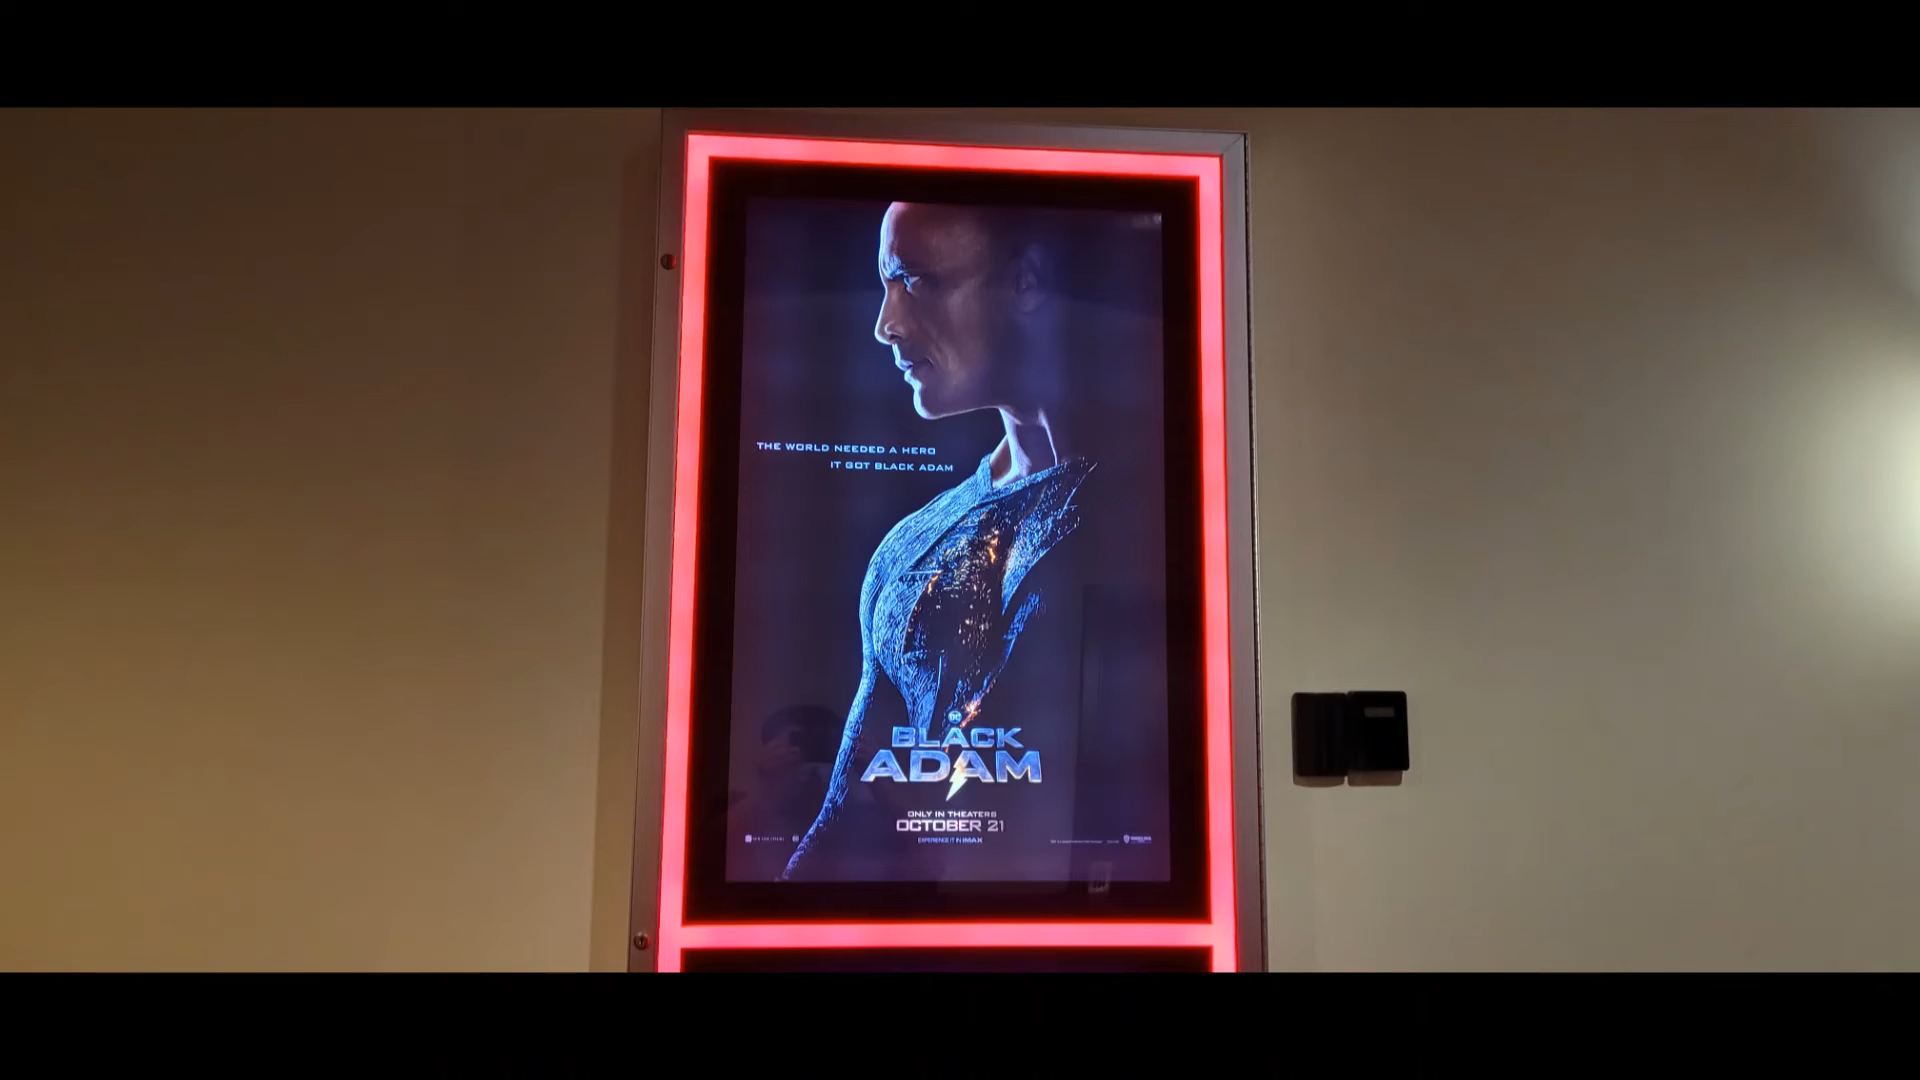 THE WORLD NEEDED A HERO
IT GOT BLACK ADAM
DC
BLACK
ADAM
ONLY IN THEATERS
OCTOBER 21
EXPERIENCE IT IN IMAX